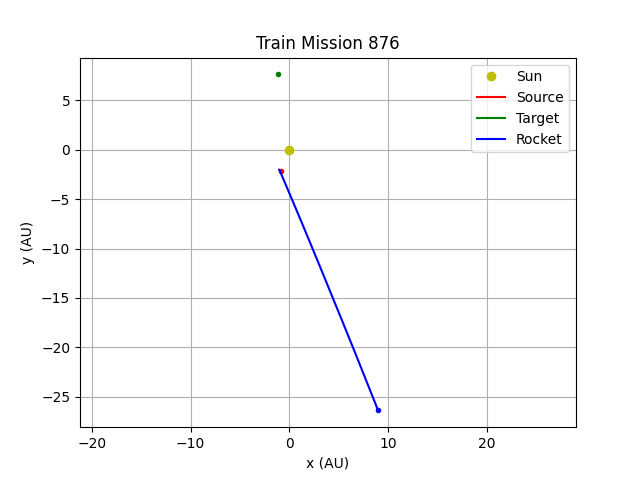 Train Mission 876
Sun
Source
Target
Rocket
5
0
−5
−10
−15
−20
−25
y (AU)
−20 −10 0 10 20
x (AU)